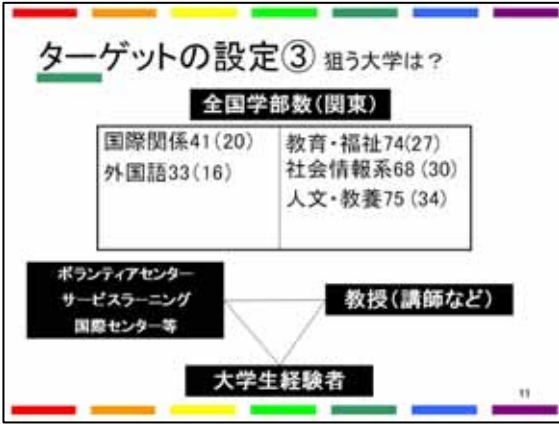 ターゲットの設定③ 狙う大学は？
全国学部数(関東)
国際関係41(20)
外国語33(16)
教育・福祉74(27)
社会情報系68 (30)
人文・教養75 (34)
ボランティアセンター
サービスラーニング
国際センター等
教授(講師など)
大学生経験者
11